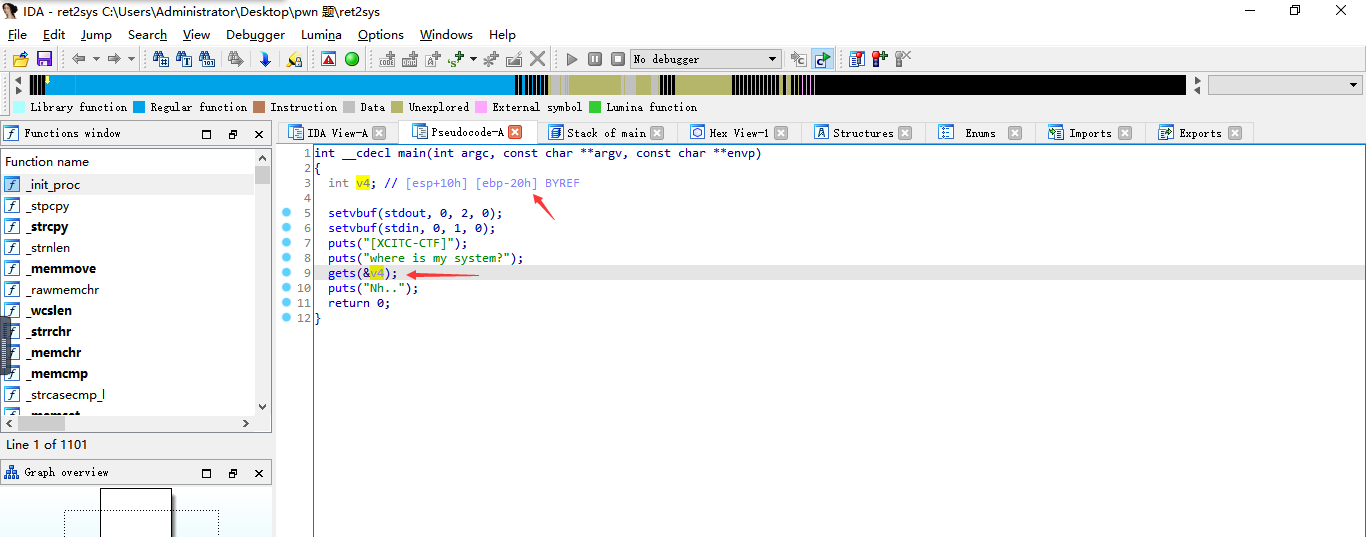 IDA - ret2sys C:\Users\Administrator\Desktop\pwn 题\ret2sys
File Edit Jump Search View Debugger Lumina Options Windows Help
No debugger
Library function Regular function Instruction Data Unexplored External symbol Lumina function
Functions window
IDA View-A Pseudocode-A Stack of main Hex View-1 Structures Enums Imports Exports
Function name
_init_proc
_stpcpy
_strcpy
_strnlen
_memmove
_rawmemchr
_wcslen
_strrchr
_memchr
_memcmp
_strcasecmp_l
_memset
Line 1 of 1101
Graph overview
1 int __cdecl main(int argc, const char **argv, const char **envp)
2 {
3 int v4; // [esp+10h] [ebp-20h] BYREF
4
5 setvbuf(stdout, 0, 2, 0);
6 setvbuf(stdin, 0, 1, 0);
7 puts("[XCITC-CTF]");
8 puts("where is my system?");
9 gets(&v4);
10 puts("Nh..");
11 return 0;
12 }